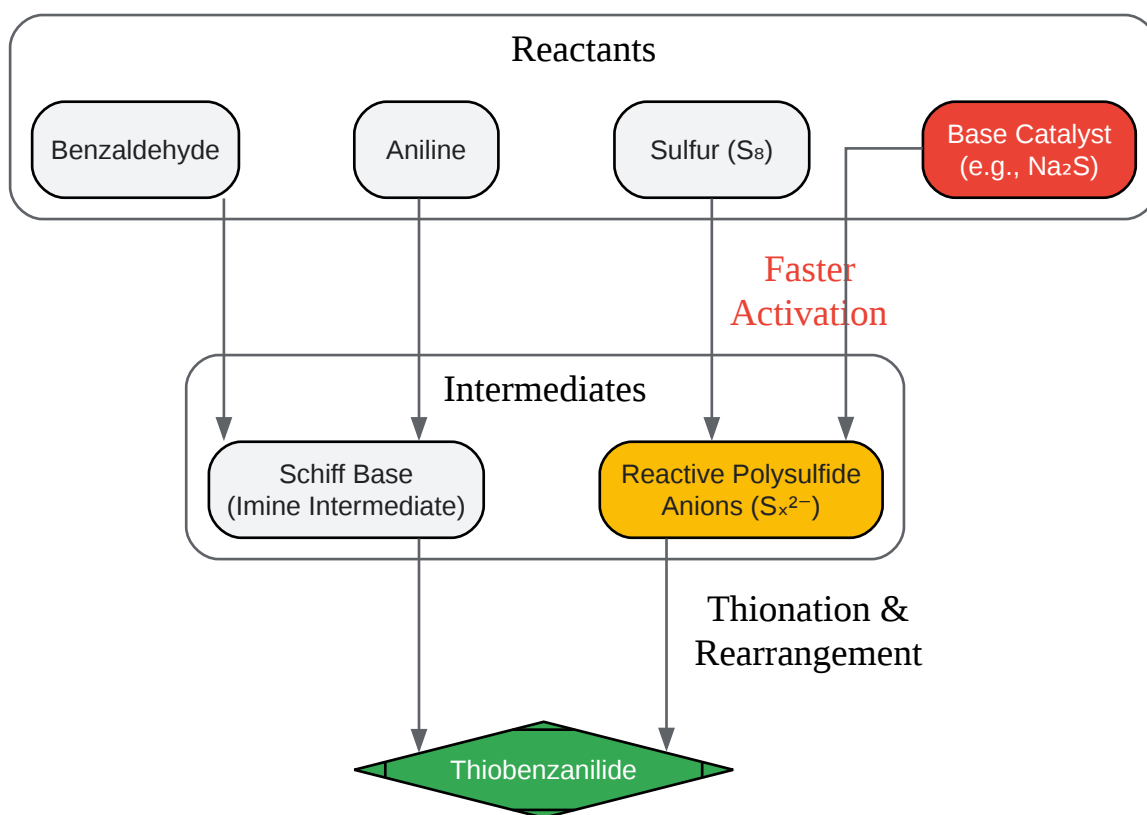 Reactants
Benzaldehyde
Aniline
Sulfur (S₈)
Base Catalyst
(e.g., Na₂S)
Faster
Activation
Intermediates
Schiff Base
(Imine Intermediate)
Reactive Polysulfide
Anions (Sₓ²⁻)
Thionation &
Rearrangement
Thiobenzanilide